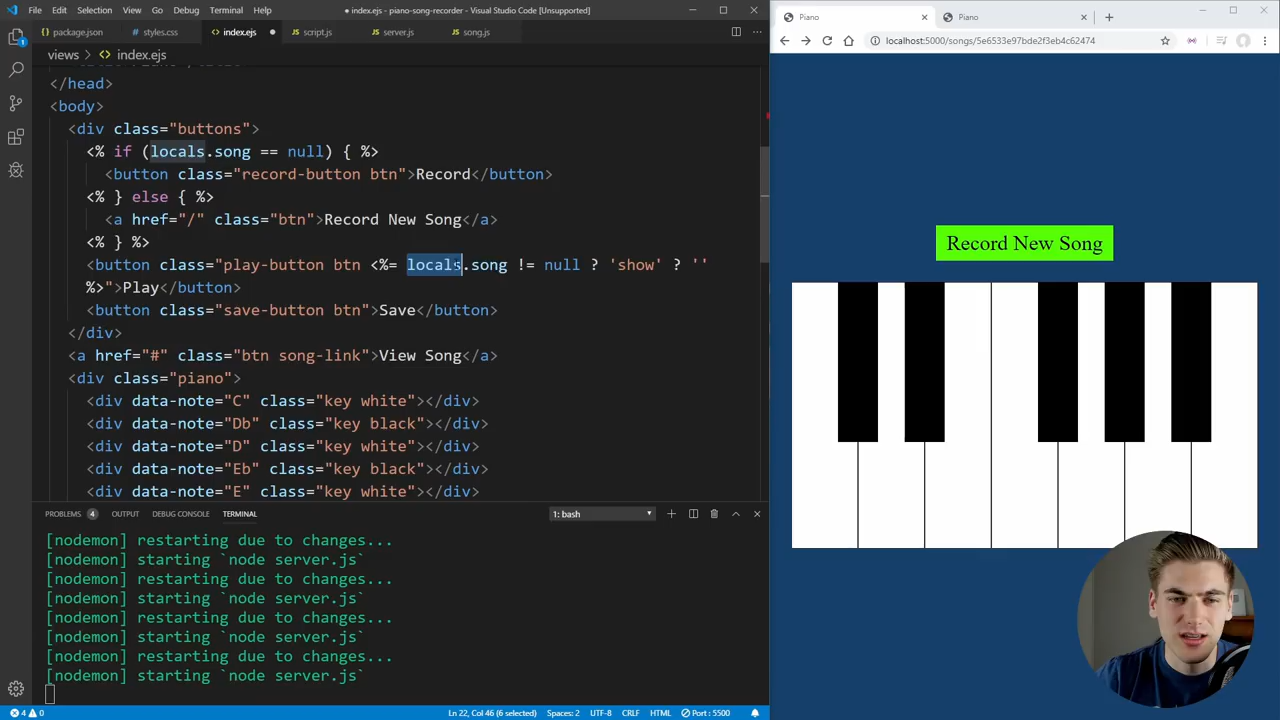 File Edit Selection View Go Debug Terminal Help
● index.ejs - piano-song-recorder - Visual Studio Code [Unsupported]
package.json
styles.css
index.ejs
script.js
server.js
song.js
views > index.ejs
</head>
<body>
<div class="buttons">
<% if (locals.song == null) { %>
<button class="record-button btn">Record</button>
<% } else { %>
<a href="/" class="btn">Record New Song</a>
<% } %>
<button class="play-button btn <%= locals.song != null ? 'show' ? ''
%>">Play</button>
<button class="save-button btn">Save</button>
</div>
<a href="#" class="btn song-link">View Song</a>
<div class="piano">
<div data-note="C" class="key white"></div>
<div data-note="Db" class="key black"></div>
<div data-note="D" class="key white"></div>
<div data-note="Eb" class="key black"></div>
<div data-note="E" class="key white"></div>
PROBLEMS 4 OUTPUT DEBUG CONSOLE TERMINAL
1: bash
[nodemon] restarting due to changes...
[nodemon] starting `node server.js`
[nodemon] restarting due to changes...
[nodemon] starting `node server.js`
[nodemon] restarting due to changes...
[nodemon] starting `node server.js`
[nodemon] restarting due to changes...
[nodemon] starting `node server.js`
4 0
Ln 22, Col 46 (6 selected) Spaces: 2 UTF-8 CRLF HTML Port : 5500
Piano
Piano
localhost:5000/songs/5e6533e97bde2f3eb4c62474
Record New Song